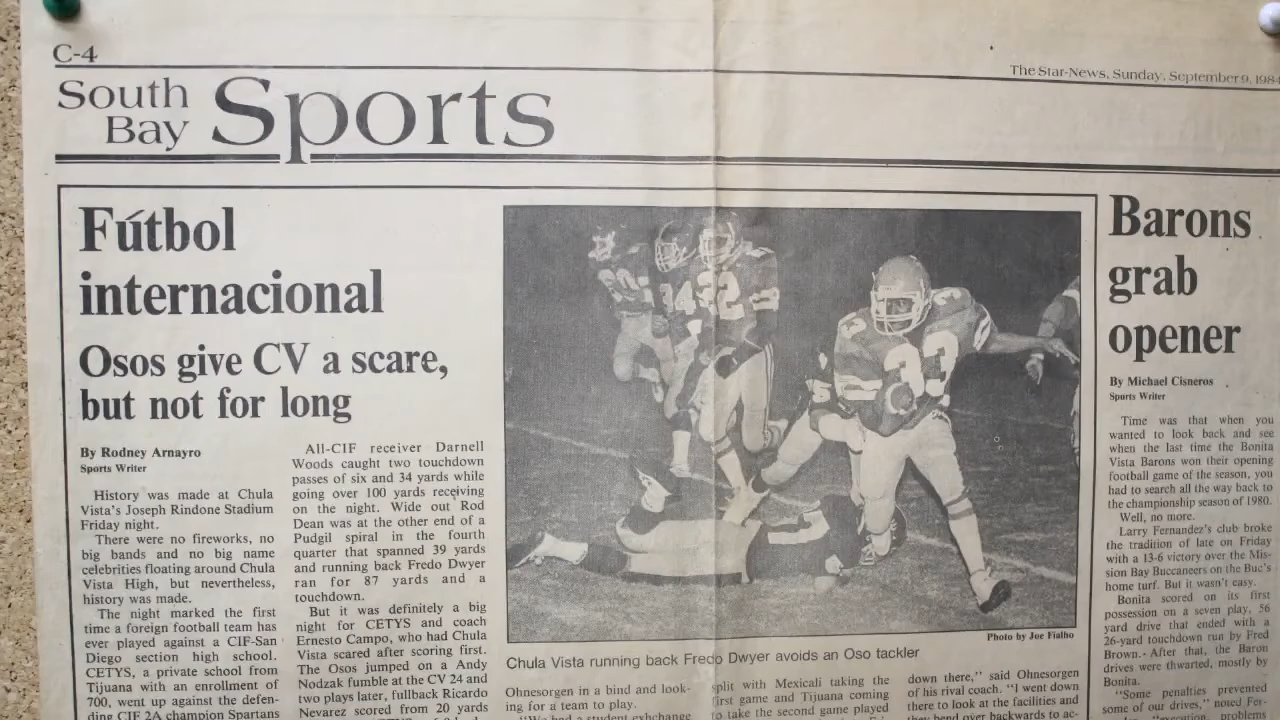 C-4
The Star-News, Sunday, September 9, 1984
South
Bay
Sports
Fútbol
internacional
Osos give CV a scare,
but not for long
By Rodney Arnayro
Sports Writer
History was made at Chula
Vista's Joseph Rindone Stadium
Friday night.
There were no fireworks, no
big bands and no big name
celebrities floating around Chula
Vista High, but nevertheless,
history was made.
The night marked the first
time a foreign football team has
ever played against a CIF-San
Diego section high school.
CETYS, a private school from
Tijuana with an enrollment of
700, went up against the defen-
ding CIF 2A champion Spartans
All-CIF receiver Darnell
Woods caught two touchdown
passes of six and 34 yards while
going over 100 yards receiving
on the night. Wide out Rod
Dean was at the other end of a
Pudgil spiral in the fourth
quarter that spanned 39 yards
and running back Fredo Dwyer
ran for 87 yards and a
touchdown.
But it was definitely a big
night for CETYS and coach
Ernesto Campo, who had Chula
Vista scared after scoring first.
The Osos jumped on a Andy
Nodzak fumble at the CV 24 and
two plays later, fullback Ricardo
Nevarez scored from 20 yards
34
32
33
Photo by Joe Fialho
Chula Vista running back Fredo Dwyer avoids an Oso tackler
Ohnesorgen in a bind and look-
ing for a team to play.
"We had a student exhchange
split with Mexicali taking the
first game and Tijuana coming
to take the second game played
down there," said Ohnesorgen
of his rival coach. "I went down
there to look at the facilities and
they bend over backwards to ac-
Barons
grab
opener
By Michael Cisneros
Sports Writer
Time was that when you
wanted to look back and see
when the last time the Bonita
Vista Barons won their opening
football game of the season, you
had to search all the way back to
the championship season of 1980.
Well, no more.
Larry Fernandez's club broke
the tradition of late on Friday
with a 13-6 victory over the Mis-
sion Bay Buccaneers on the Buc's
home turf. But it wasn't easy.
Bonita scored on its first
possession on a seven play, 56
yard drive that ended with a
26-yard touchdown run by Fred
Brown. After that, the Baron
drives were thwarted, mostly by
Bonita.
"Some penalties prevented
some of our drives," noted Fer-
problems